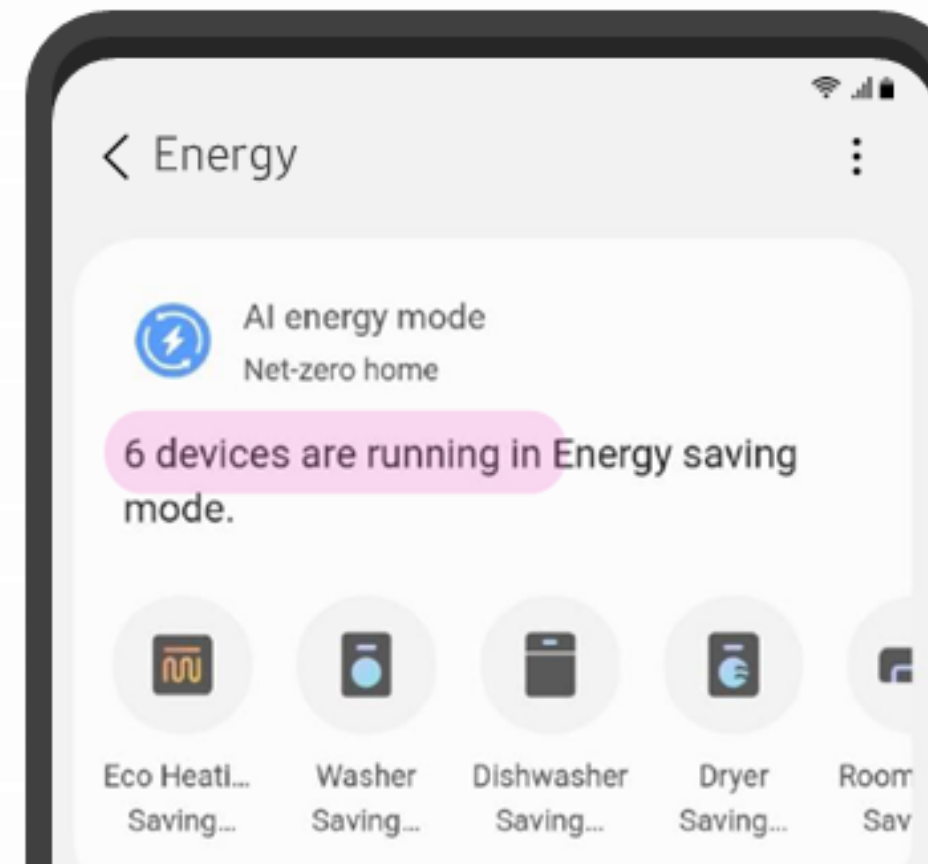 Energy
AI energy mode
Net-zero home
6 devices are running in Energy saving
mode.
Eco Heati... Washer Dishwasher Dryer Room
Saving... Saving... Saving... Saving... Sav